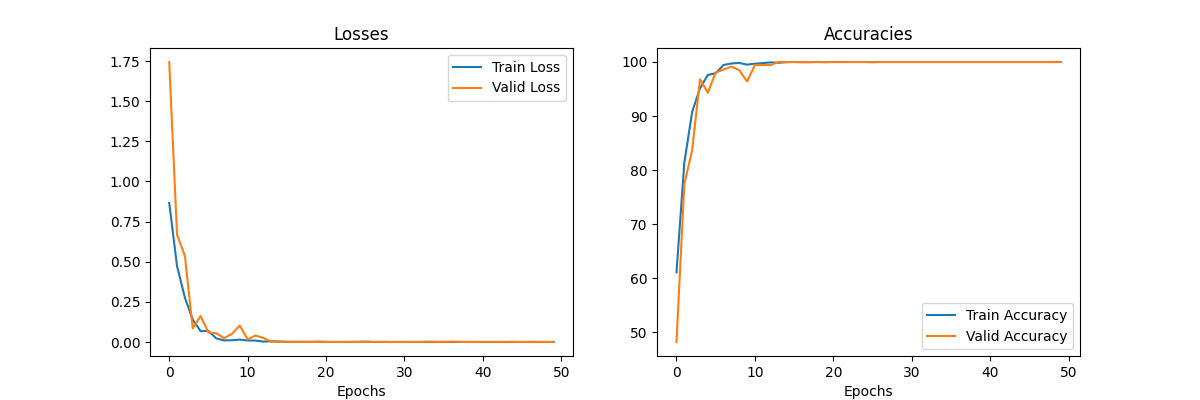 Losses
1.75
1.50
1.25
1.00
0.75
0.50
0.25
0.00
0 10 20 30 40 50
Epochs
Train Loss
Valid Loss
Accuracies
100
90
80
70
60
50
0 10 20 30 40 50
Epochs
Train Accuracy
Valid Accuracy